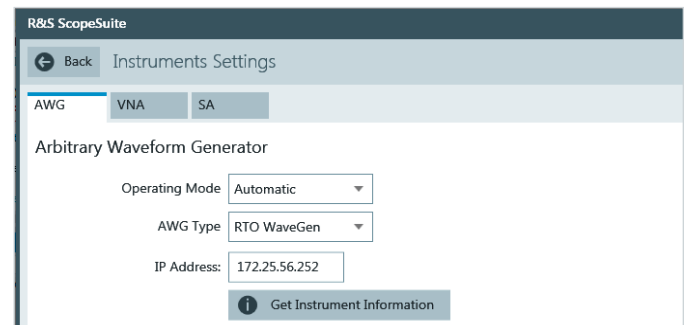 R&S ScopeSuite
Back Instruments Settings
AWG VNA SA
Arbitrary Waveform Generator
Operating Mode Automatic
AWG Type RTO WaveGen
IP Address: 172.25.56.252
Get Instrument Information